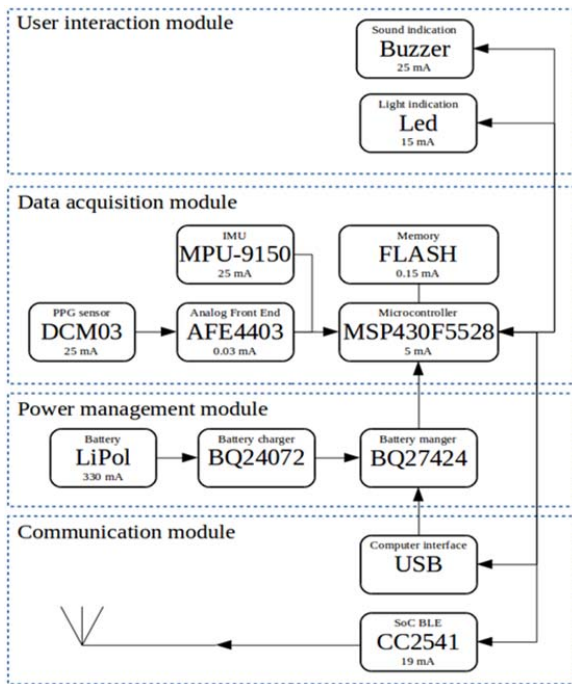 User interaction module
Sound indication
Buzzer
25 mA
Light indication
Led
15 mA
Data acquisition module
IMU
MPU-9150
25 mA
Memory
FLASH
0.15 mA
PPG sensor
DCM03
25 mA
Analog Front End
AFE4403
0.03 mA
Microcontroller
MSP430F5528
5 mA
Power management module
Battery
LiPol
330 mA
Battery charger
BQ24072
Battery manger
BQ27424
Communication module
Computer interface
USB
SoC BLE
CC2541
19 mA